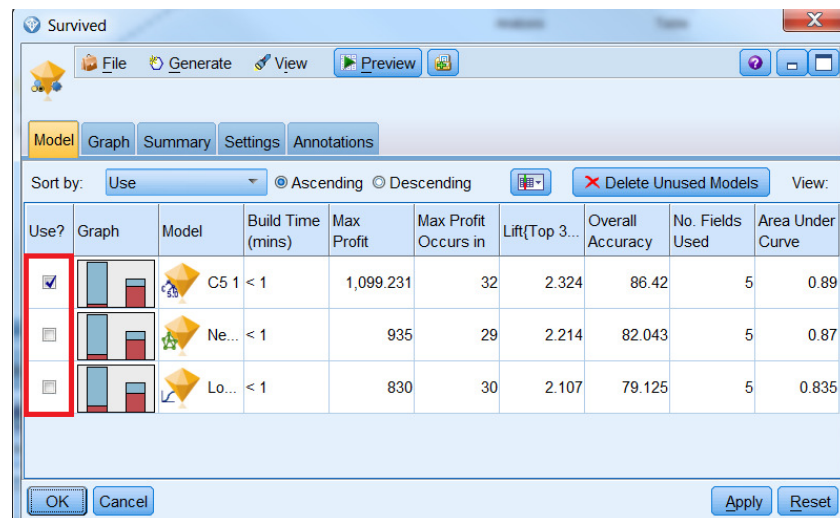 Survived
File Generate View Preview
Model Graph Summary Settings Annotations
Sort by: Use Ascending Descending Delete Unused Models View:
Use? Graph Model Build Time (mins) Max Profit Max Profit Occurs in Lift{Top 3... Overall Accuracy No. Fields Used Area Under Curve
C5 1 < 1 1,099.231 32 2.324 86.42 5 0.89
Ne... < 1 935 29 2.214 82.043 5 0.87
Lo... < 1 830 30 2.107 79.125 5 0.835
OK Cancel Apply Reset